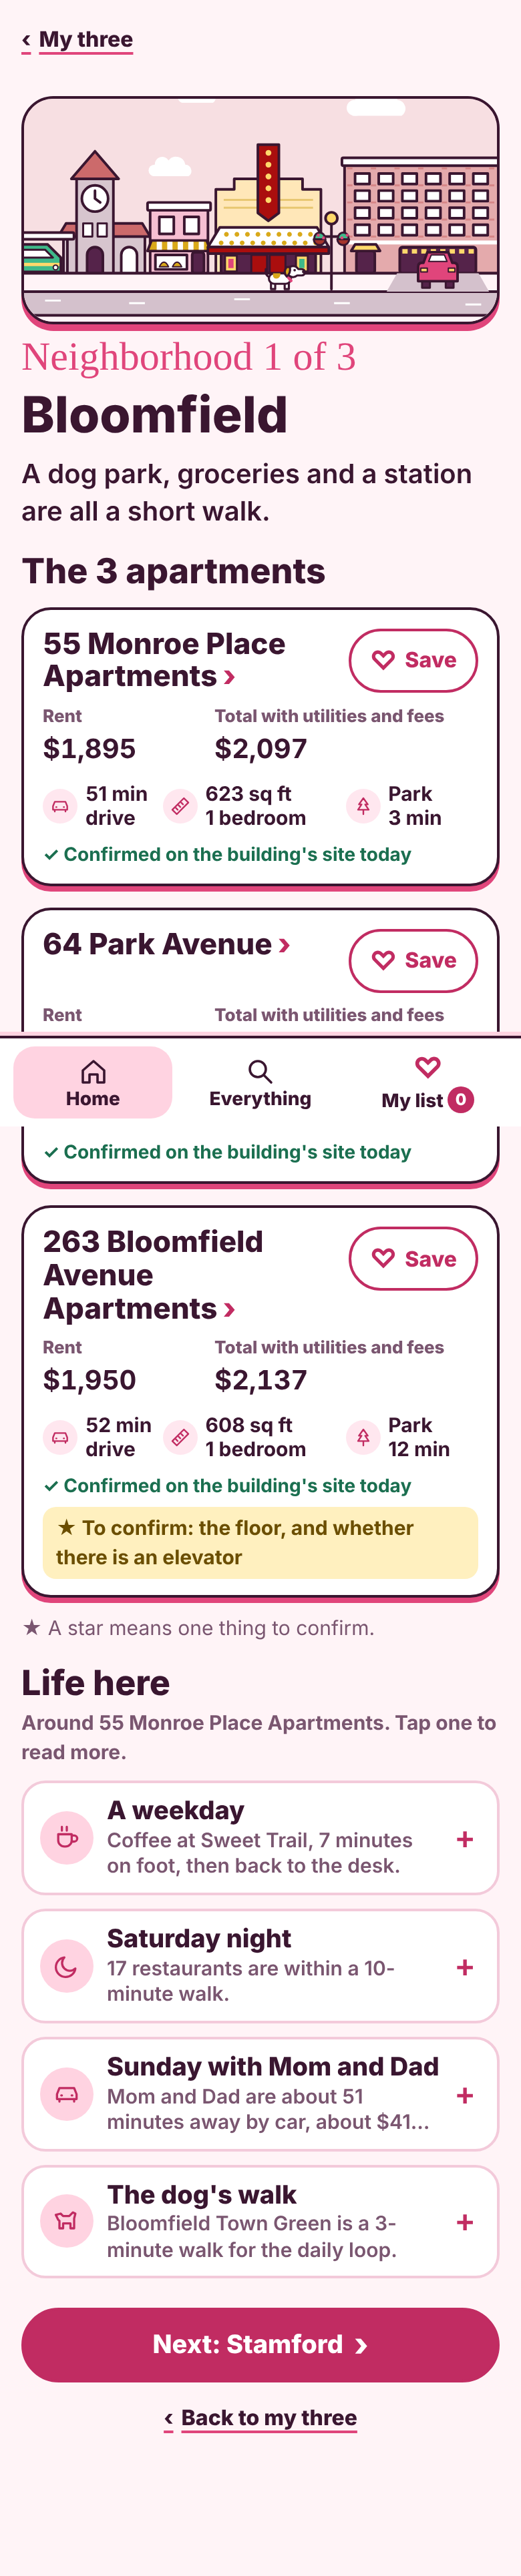 ‹ My three
Neighborhood 1 of 3
Bloomfield
A dog park, groceries and a station
are all a short walk.
The 3 apartments
55 Monroe Place
Apartments ›
Save
Rent
Total with utilities and fees
$1,895
$2,097
51 min
drive
623 sq ft
1 bedroom
Park
3 min
✓ Confirmed on the building's site today
64 Park Avenue ›
Save
Rent
Total with utilities and fees
Home
Everything
My list 0
✓ Confirmed on the building's site today
263 Bloomfield
Avenue
Apartments ›
Save
Rent
Total with utilities and fees
$1,950
$2,137
52 min
drive
608 sq ft
1 bedroom
Park
12 min
✓ Confirmed on the building's site today
★ To confirm: the floor, and whether
there is an elevator
★ A star means one thing to confirm.
Life here
Around 55 Monroe Place Apartments. Tap one to
read more.
A weekday
Coffee at Sweet Trail, 7 minutes
on foot, then back to the desk.
+
Saturday night
17 restaurants are within a 10-
minute walk.
+
Sunday with Mom and Dad
Mom and Dad are about 51
minutes away by car, about $41...
+
The dog's walk
Bloomfield Town Green is a 3-
minute walk for the daily loop.
+
Next: Stamford ›
‹ Back to my three